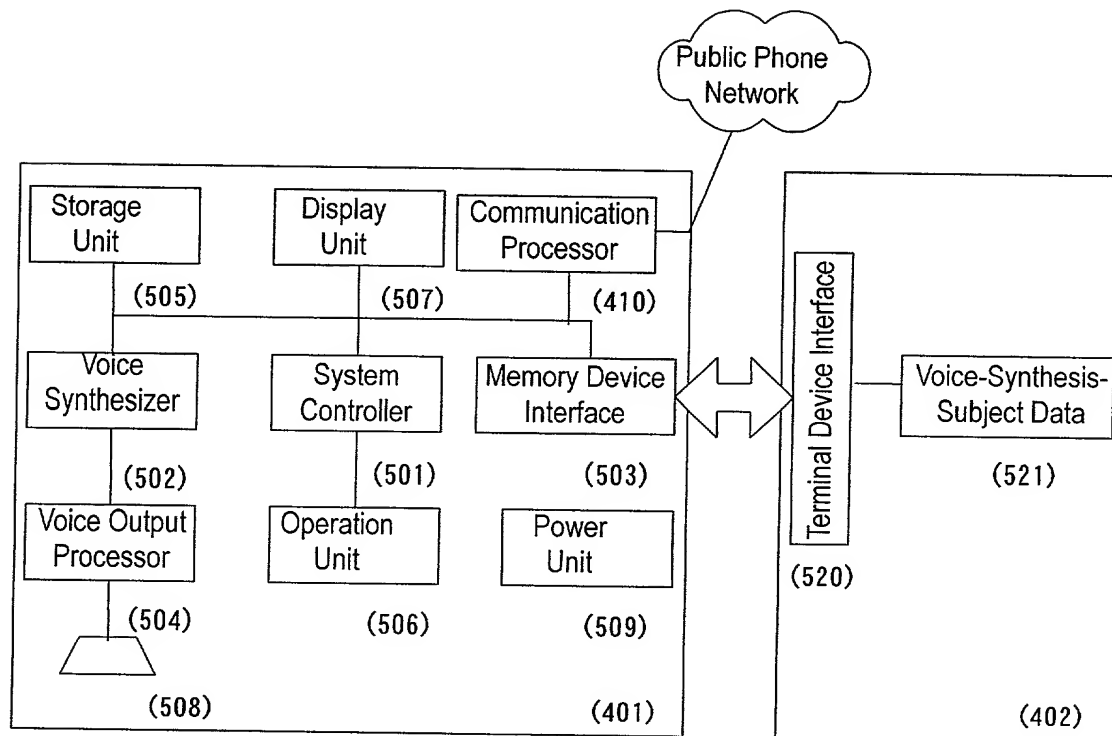 Public Phone
Network
Storage
Unit
(505)
Display
Unit
(507)
Communication
Processor
(410)
Voice
Synthesizer
(502)
System
Controller
(501)
Memory Device
Interface
(503)
Voice Output
Processor
(504)
Operation
Unit
(506)
Power
Unit
(509)
(508)
(401)
Terminal Device Interface
(520)
Voice-Synthesis-
Subject Data
(521)
(402)